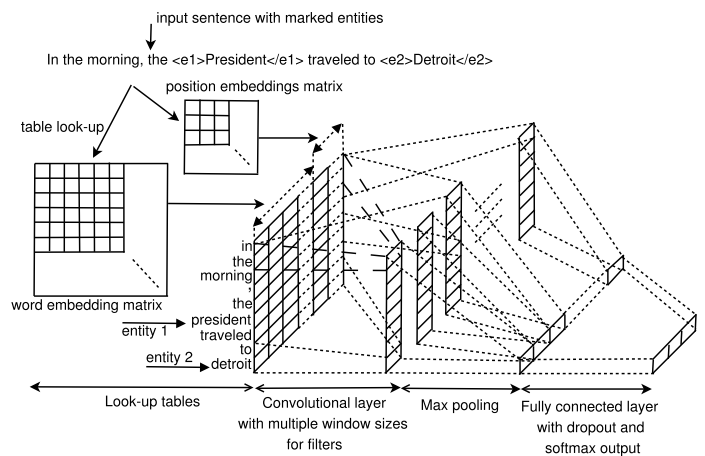 input sentence with marked entities
In the morning, the <e1>President</e1> traveled to <e2>Detroit</e2>
position embeddings matrix
table look-up
in
the
morning
,
the
president
traveled
to
detroit
word embedding matrix
entity 1
entity 2
Look-up tables
Convolutional layer
with multiple window sizes
for filters
Max pooling
Fully connected layer
with dropout and
softmax output